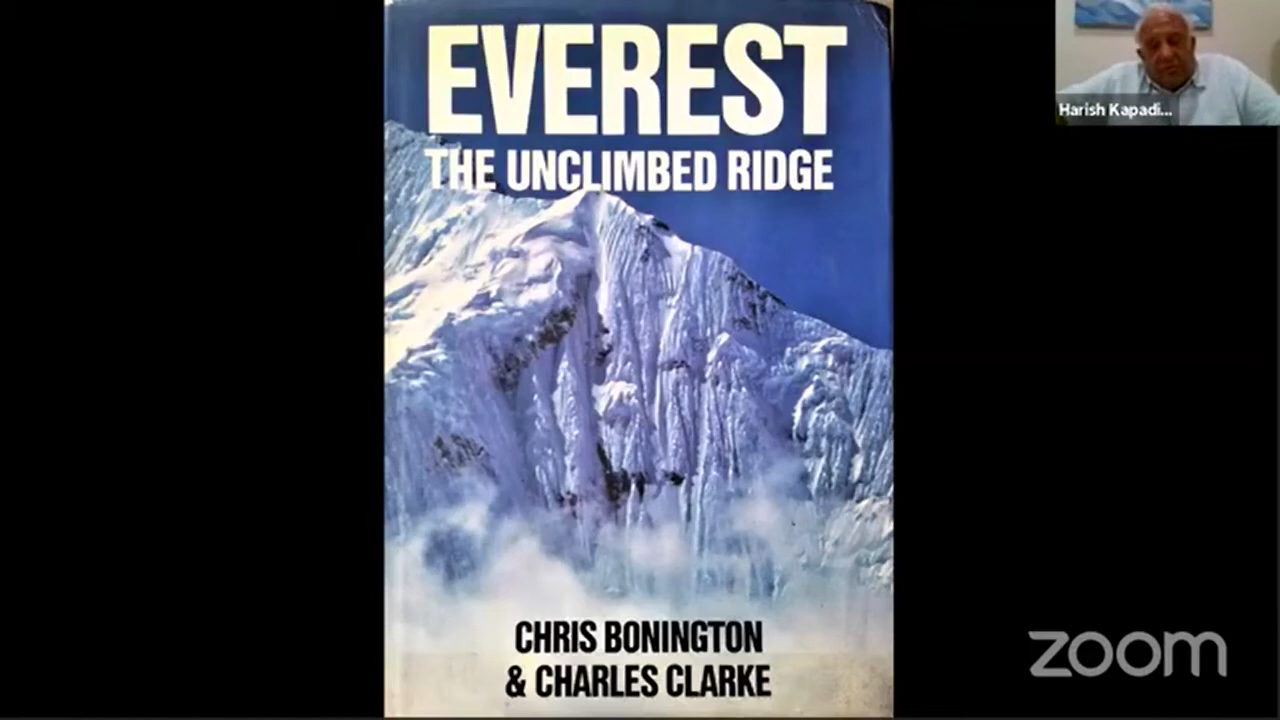 EVEREST
THE UNCLIMBED RIDGE
CHRIS BONINGTON
& CHARLES CLARKE
Harish Kapadi...
zoom